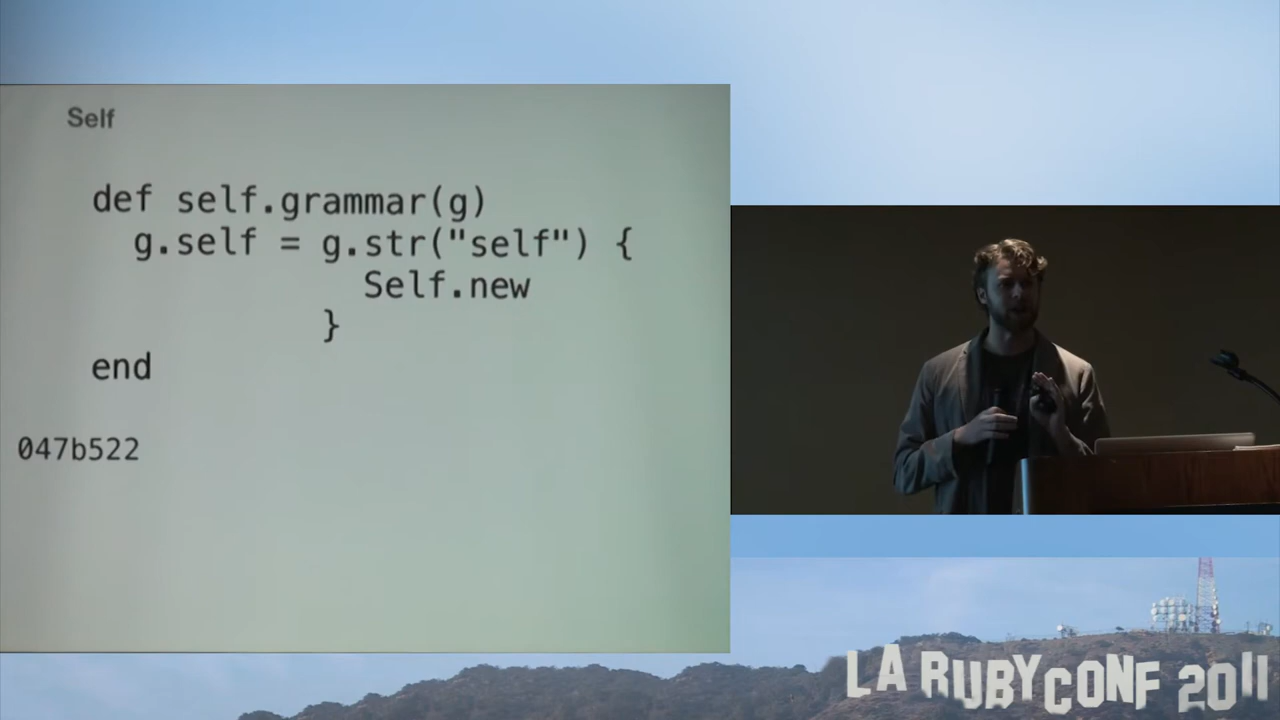 Self
def self.grammar(g)
g.self = g.str("self") {
Self.new
}
end
047b522
LA RUBYCONF 2011